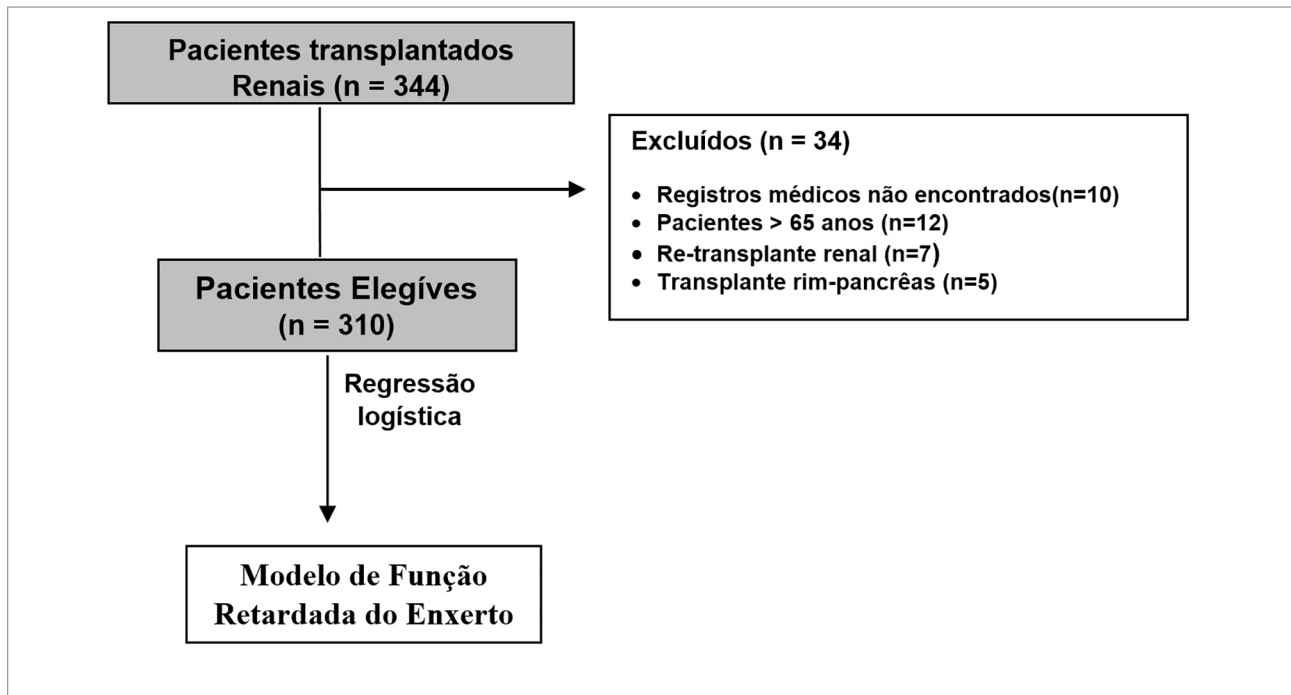 Pacientes transplantados
Renais (n = 344)
Excluídos (n = 34)
• Registros médicos não encontrados(n=10)
• Pacientes > 65 anos (n=12)
• Re-transplante renal (n=7)
• Transplante rim-pancrêas (n=5)
Pacientes Elegíves
(n = 310)
Regressão
logística
Modelo de Função
Retardada do Enxerto